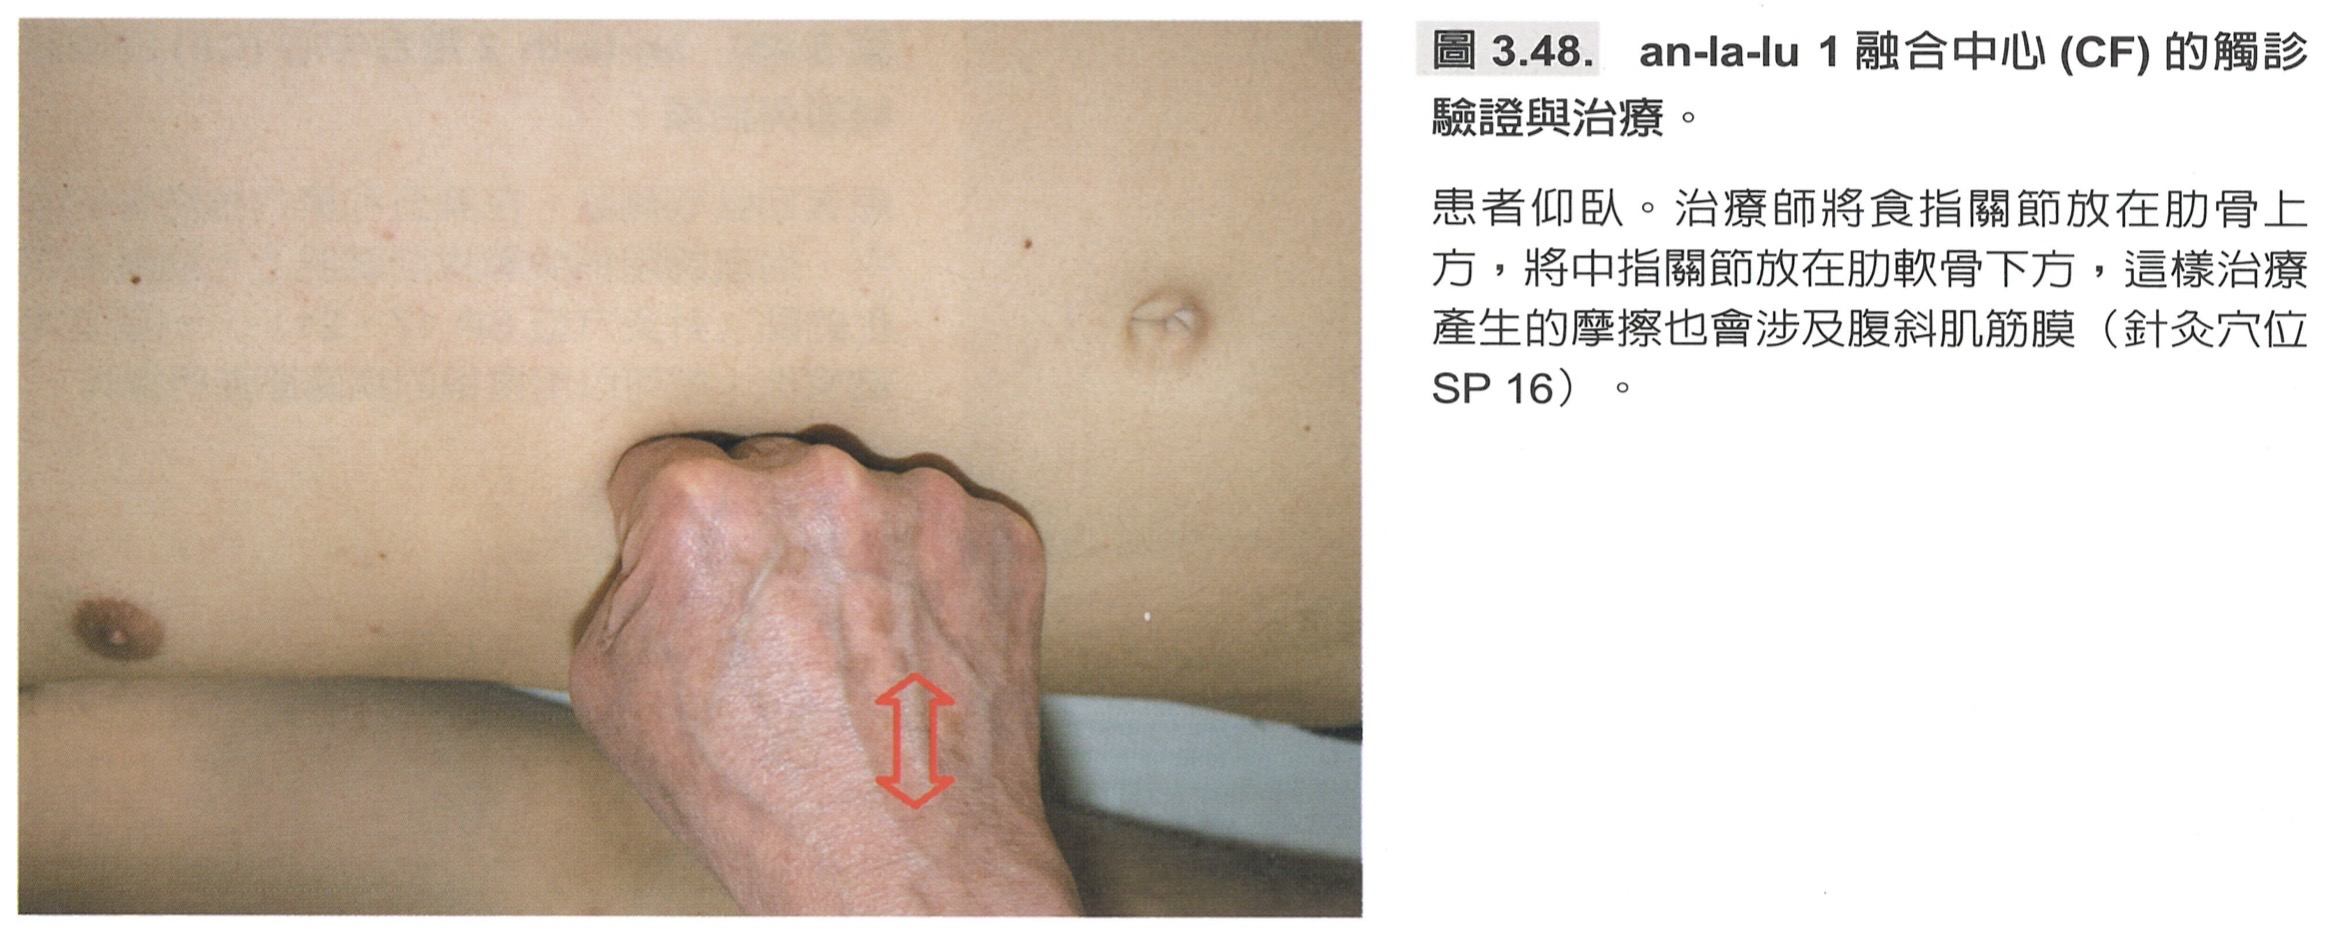 圖 3.48. an-la-lu 1 融合中心 (CF) 的觸診
驗證與治療。
患者仰臥。治療師將食指關節放在肋骨上
方，將中指關節放在肋軟骨下方，這樣治療
產生的摩擦也會涉及腹斜肌筋膜（針灸穴位
SP 16）。